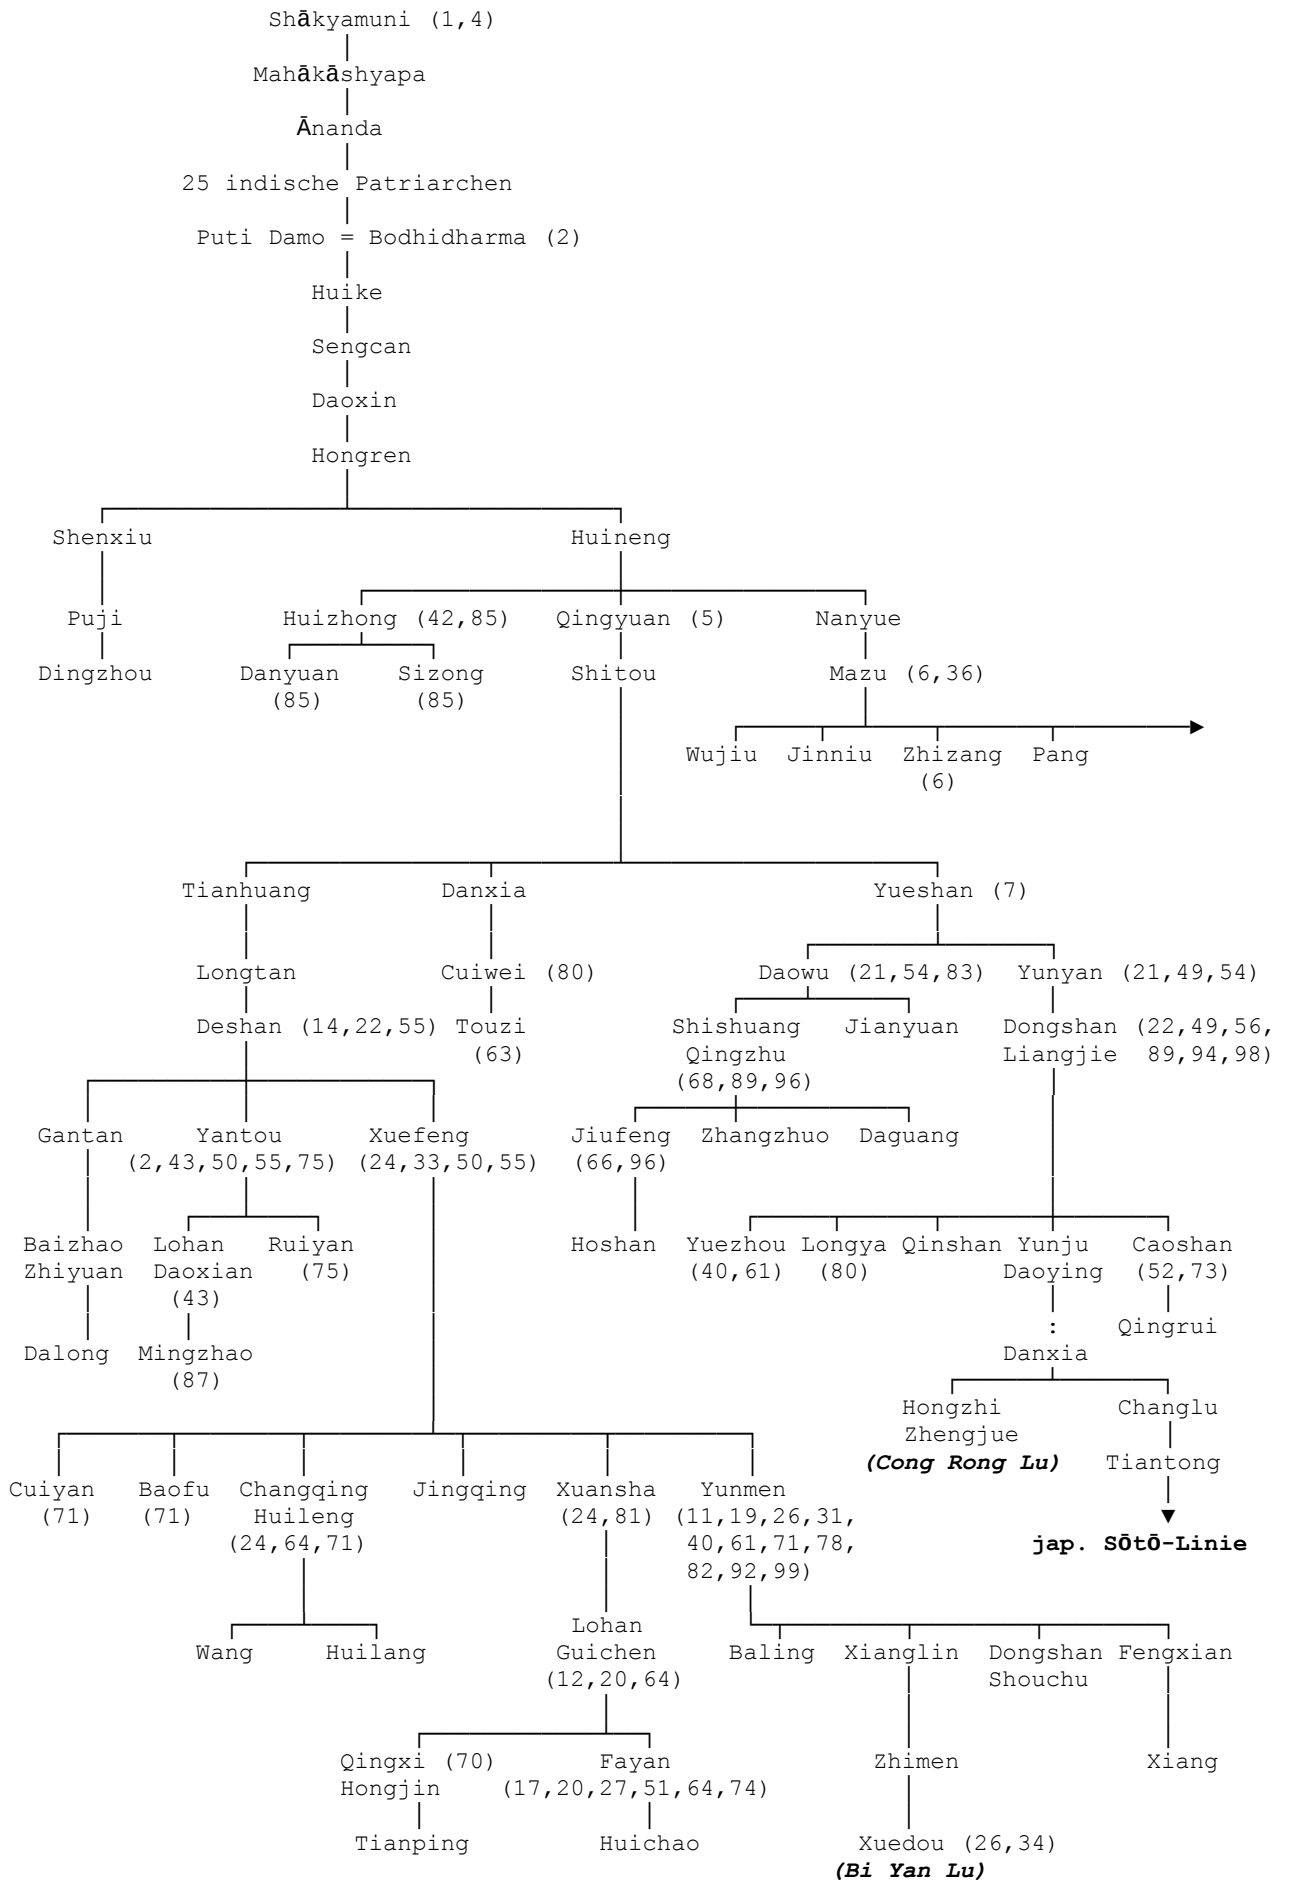 Shākyamuni (1,4)
Mahākāshyapa
Ānanda
25 indische Patriarchen
Puti Damo = Bodhidharma (2)
Huike
Sengcan
Daoxin
Hongren
Shenxiu Huineng
Puji Huizhong (42,85) Qingyuan (5) Nanyue
Dingzhou Danyuan Sizong Shitou Mazu (6,36)
(85) (85)
Wujiu Jinniu Zhizang Pang
(6)
Tianhuang Danxia Yueshan (7)
Longtan Cuiwei (80) Daowu (21,54,83) Yunyan (21,49,54)
Deshan (14,22,55) Touzi Shishuang Jianyuan Dongshan (22,49,56,
(63) Qingzhu Liangjie 89,94,98)
(68,89,96)
Gantan Yantou Xuefeng Jiufeng Zhangzhuo Daguang
(2,43,50,55,75) (24,33,50,55) (66,96)
Baizhao Lohan Ruiyan Hoshan Yuezhou Longya Qinshan Yunju Caoshan
Zhiyuan Daoxian (75) (40,61) (80) Daoying (52,73)
(43)
: Qingrui
Dalong Mingzhao Danxia
(87)
Hongzhi Changlu
Zhengjue
(Cong Rong Lu) Tiantong
Cuiyan Baofu Changqing Jingqing Xuansha Yunmen
(71) (71) Huileng (24,81) (11,19,26,31,
(24,64,71) 40,61,71,78, jap. SŌtŌ-Linie
82,92,99)
Lohan
Wang Huilang Guichen Baling Xianglin Dongshan Fengxian
(12,20,64) Shouchu
Qingxi (70) Fayan Zhimen Xiang
Hongjin (17,20,27,51,64,74)
Tianping Huichao Xuedou (26,34)
(Bi Yan Lu)